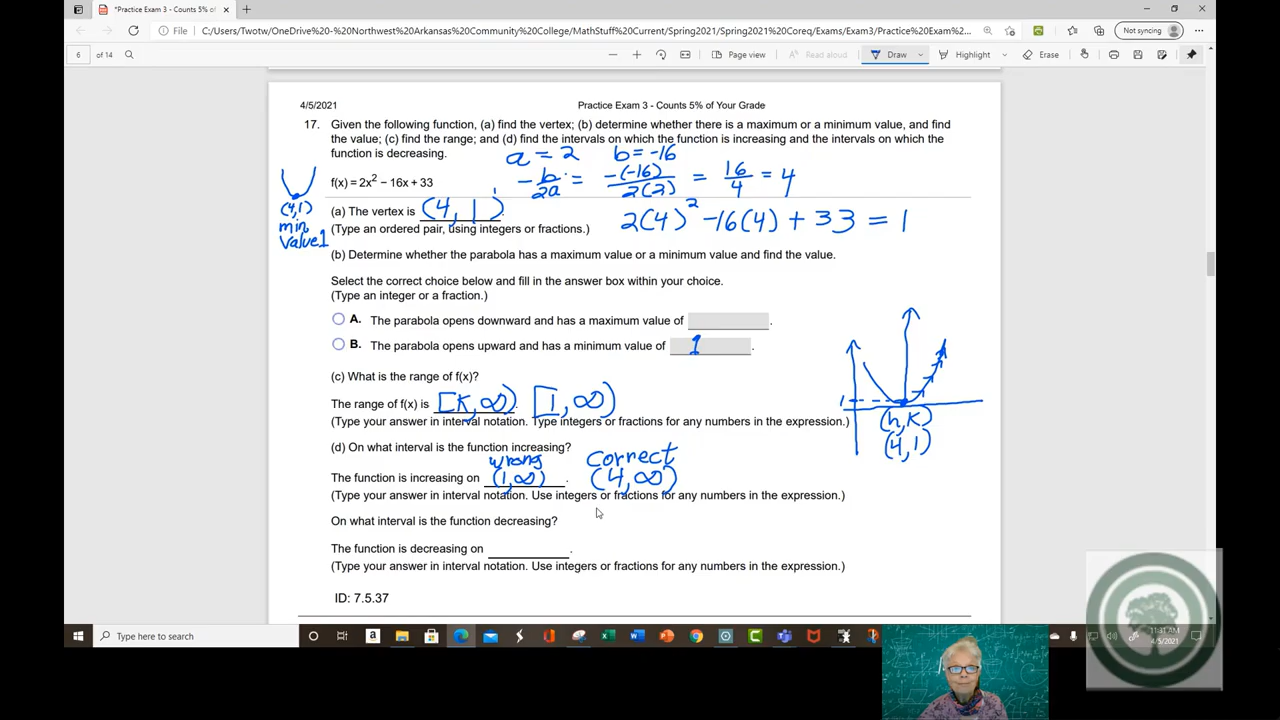 *Practice Exam 3 - Counts 5% of
File
C:/Users/Twotw/OneDrive%20-%20Northwest%20Arkansas%20Community%20College/MathStuff/Current/Spring2021/Spring2021%20Coreq/Exams/Exam3/Practice%20Exam%...
Not syncing
6 of 14
Page view
Read aloud
Draw
Highlight
Erase
4/5/2021
Practice Exam 3 - Counts 5% of Your Grade
17. Given the following function, (a) find the vertex; (b) determine whether there is a maximum or a minimum value, and find
the value; (c) find the range; and (d) find the intervals on which the function is increasing and the intervals on which the
function is decreasing.
a = 2 b = -16
f(x) = 2x² − 16x + 33
-b/2a = -(-16)/2(2) = 16/4 = 4
(4,1)
min
value 1
(a) The vertex is (4, 1).
2(4)² -16(4) + 33 = 1
(Type an ordered pair, using integers or fractions.)
(b) Determine whether the parabola has a maximum value or a minimum value and find the value.
Select the correct choice below and fill in the answer box within your choice.
(Type an integer or a fraction.)
A. The parabola opens downward and has a maximum value of .
B. The parabola opens upward and has a minimum value of 1 .
(c) What is the range of f(x)?
The range of f(x) is [K,∞). [1,∞)
1
(h,K)
(4,1)
(Type your answer in interval notation. Type integers or fractions for any numbers in the expression.)
(d) On what interval is the function increasing?
wrong correct
The function is increasing on (1,∞). (4,∞)
(Type your answer in interval notation. Use integers or fractions for any numbers in the expression.)
On what interval is the function decreasing?
The function is decreasing on .
(Type your answer in interval notation. Use integers or fractions for any numbers in the expression.)
ID: 7.5.37
Type here to search
11:31 AM
4/5/2021